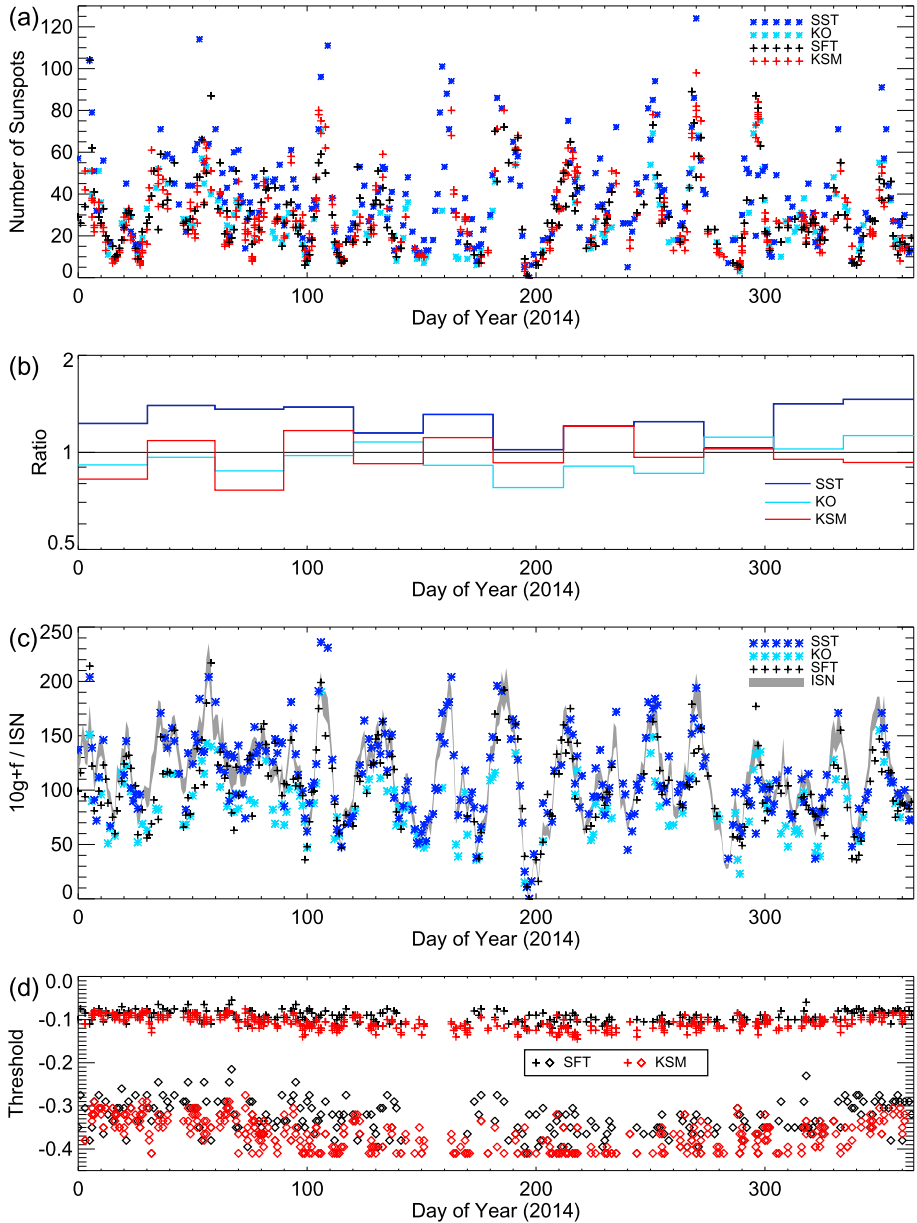 (a)
120
100
80
60
40
20
0
Number of Sunspots
SST
KO
SFT
KSM
0 100 200 300
Day of Year (2014)
(b)
2
1
0.5
Ratio
SST
KO
KSM
0 100 200 300
Day of Year (2014)
(c)
250
200
150
100
50
0
10g+f / ISN
SST
KO
SFT
ISN
0 100 200 300
Day of Year (2014)
(d)
0.0
-0.1
-0.2
-0.3
-0.4
Threshold
SFT KSM
0 100 200 300
Day of Year (2014)